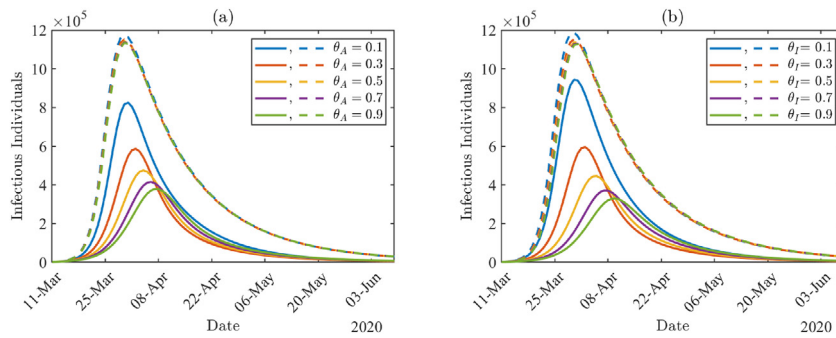 (a)
×10⁵
12
10
8
6
4
2
0
Infectious Individuals
, θ_A = 0.1
, θ_A = 0.3
, θ_A = 0.5
, θ_A = 0.7
, θ_A = 0.9
11-Mar
25-Mar
08-Apr
22-Apr
06-May
20-May
03-Jun
Date
2020
(b)
×10⁵
12
10
8
6
4
2
0
Infectious Individuals
, θ_I = 0.1
, θ_I = 0.3
, θ_I = 0.5
, θ_I = 0.7
, θ_I = 0.9
11-Mar
25-Mar
08-Apr
22-Apr
06-May
20-May
03-Jun
Date
2020